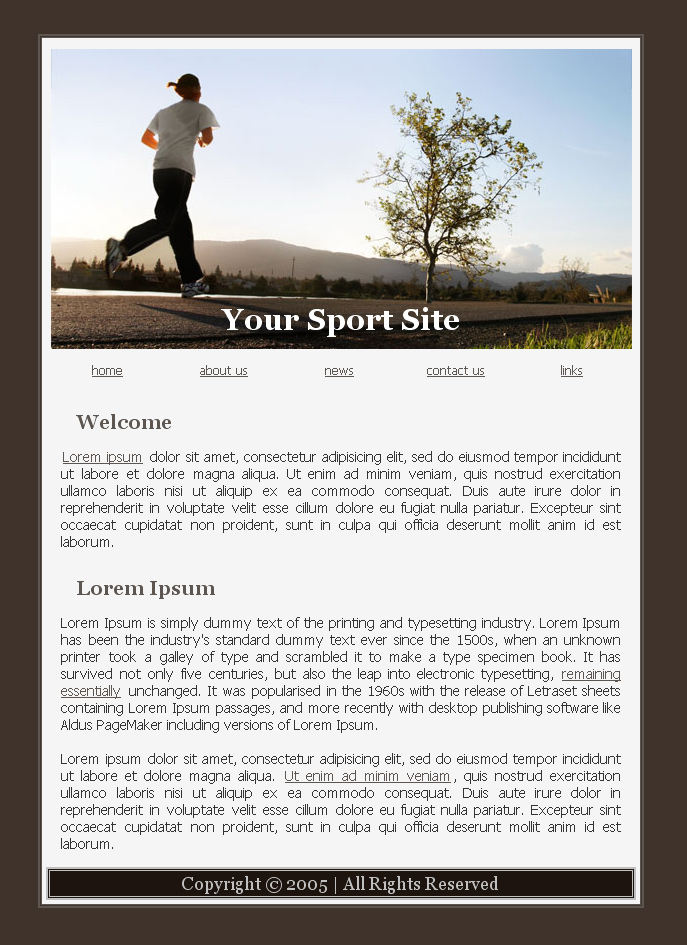 Your Sport Site
home about us news contact us links
Welcome
Lorem ipsum dolor sit amet, consectetur adipisicing elit, sed do eiusmod tempor incididunt
ut labore et dolore magna aliqua. Ut enim ad minim veniam, quis nostrud exercitation
ullamco laboris nisi ut aliquip ex ea commodo consequat. Duis aute irure dolor in
reprehenderit in voluptate velit esse cillum dolore eu fugiat nulla pariatur. Excepteur sint
occaecat cupidatat non proident, sunt in culpa qui officia deserunt mollit anim id est
laborum.
Lorem Ipsum
Lorem Ipsum is simply dummy text of the printing and typesetting industry. Lorem Ipsum
has been the industry's standard dummy text ever since the 1500s, when an unknown
printer took a galley of type and scrambled it to make a type specimen book. It has
survived not only five centuries, but also the leap into electronic typesetting, remaining
essentially unchanged. It was popularised in the 1960s with the release of Letraset sheets
containing Lorem Ipsum passages, and more recently with desktop publishing software like
Aldus PageMaker including versions of Lorem Ipsum.
Lorem ipsum dolor sit amet, consectetur adipisicing elit, sed do eiusmod tempor incididunt
ut labore et dolore magna aliqua. Ut enim ad minim veniam, quis nostrud exercitation
ullamco laboris nisi ut aliquip ex ea commodo consequat. Duis aute irure dolor in
reprehenderit in voluptate velit esse cillum dolore eu fugiat nulla pariatur. Excepteur sint
occaecat cupidatat non proident, sunt in culpa qui officia deserunt mollit anim id est
laborum.
Copyright © 2005 | All Rights Reserved